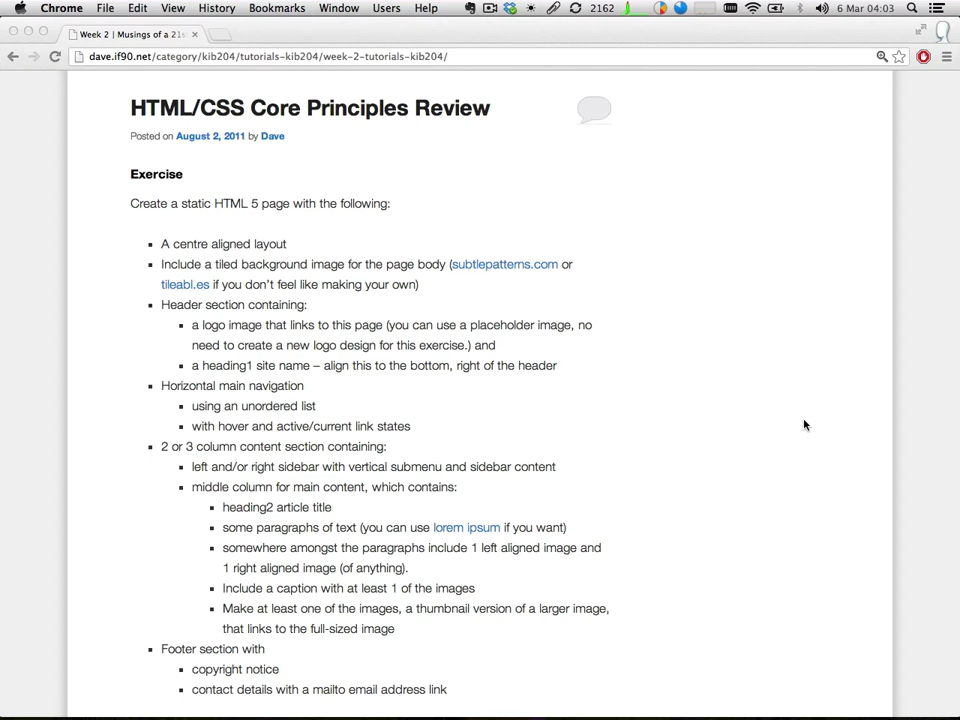 Chrome File Edit View History Bookmarks Window Users Help 2162 6 Mar 04:03
Week 2 | Musings of a 21s
dave.if90.net/category/kib204/tutorials-kib204/week-2-tutorials-kib204/
HTML/CSS Core Principles Review
Posted on August 2, 2011 by Dave
Exercise
Create a static HTML 5 page with the following:
A centre aligned layout
Include a tiled background image for the page body (subtlepatterns.com or
tileabl.es if you don't feel like making your own)
Header section containing:
a logo image that links to this page (you can use a placeholder image, no
need to create a new logo design for this exercise.) and
a heading1 site name – align this to the bottom, right of the header
Horizontal main navigation
using an unordered list
with hover and active/current link states
2 or 3 column content section containing:
left and/or right sidebar with vertical submenu and sidebar content
middle column for main content, which contains:
heading2 article title
some paragraphs of text (you can use lorem ipsum if you want)
somewhere amongst the paragraphs include 1 left aligned image and
1 right aligned image (of anything).
Include a caption with at least 1 of the images
Make at least one of the images, a thumbnail version of a larger image,
that links to the full-sized image
Footer section with
copyright notice
contact details with a mailto email address link